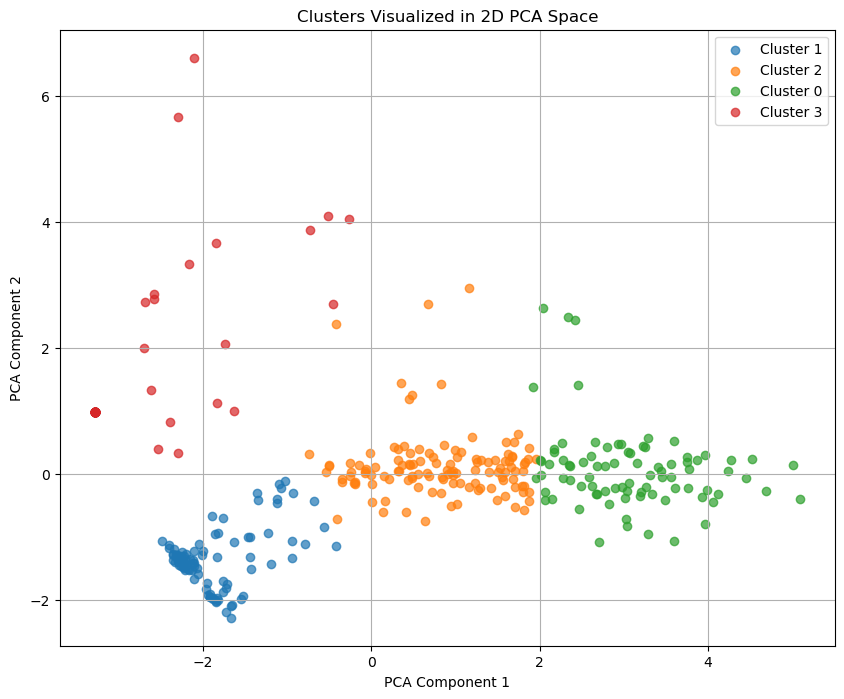 Clusters Visualized in 2D PCA Space
Cluster 1
Cluster 2
Cluster 0
Cluster 3
6
4
2
0
−2
PCA Component 2
−2
0
2
4
PCA Component 1